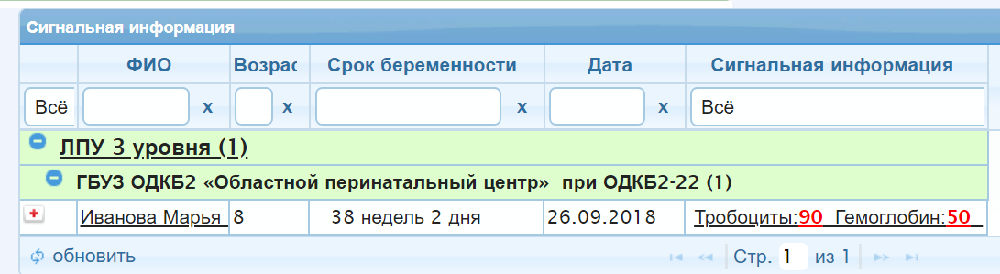 Сигнальная информация
ФИО Возрас Срок беременности Дата Сигнальная информация
Всё x x x x Всё
ЛПУ 3 уровня (1)
ГБУЗ ОДКБ2 «Областной перинатальный центр» при ОДКБ2-22 (1)
Иванова Марья 8 38 недель 2 дня 26.09.2018 Тробоциты:90 Гемоглобин:50
обновить Стр. 1 из 1